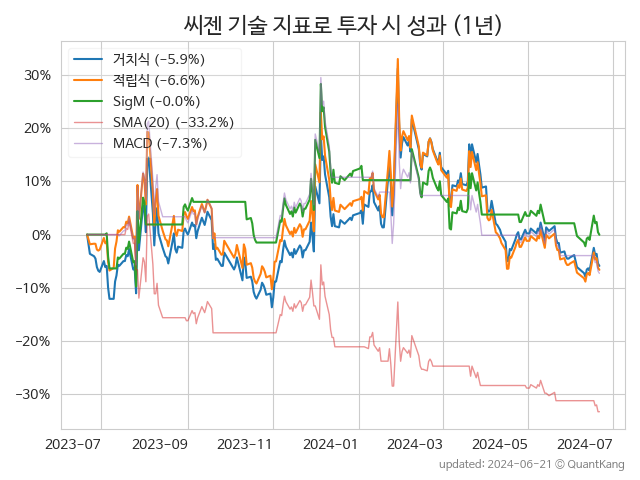 씨젠 기술 지표로 투자 시 성과 (1년)
거치식 (−5.9%)
적립식 (−6.6%)
SigM (−0.0%)
SMA(20) (−33.2%)
MACD (−7.3%)
30%
20%
10%
0%
−10%
−20%
−30%
2023-07 2023-09 2023-11 2024-01 2024-03 2024-05 2024-07
updated: 2024-06-21 ⓒ QuantKang